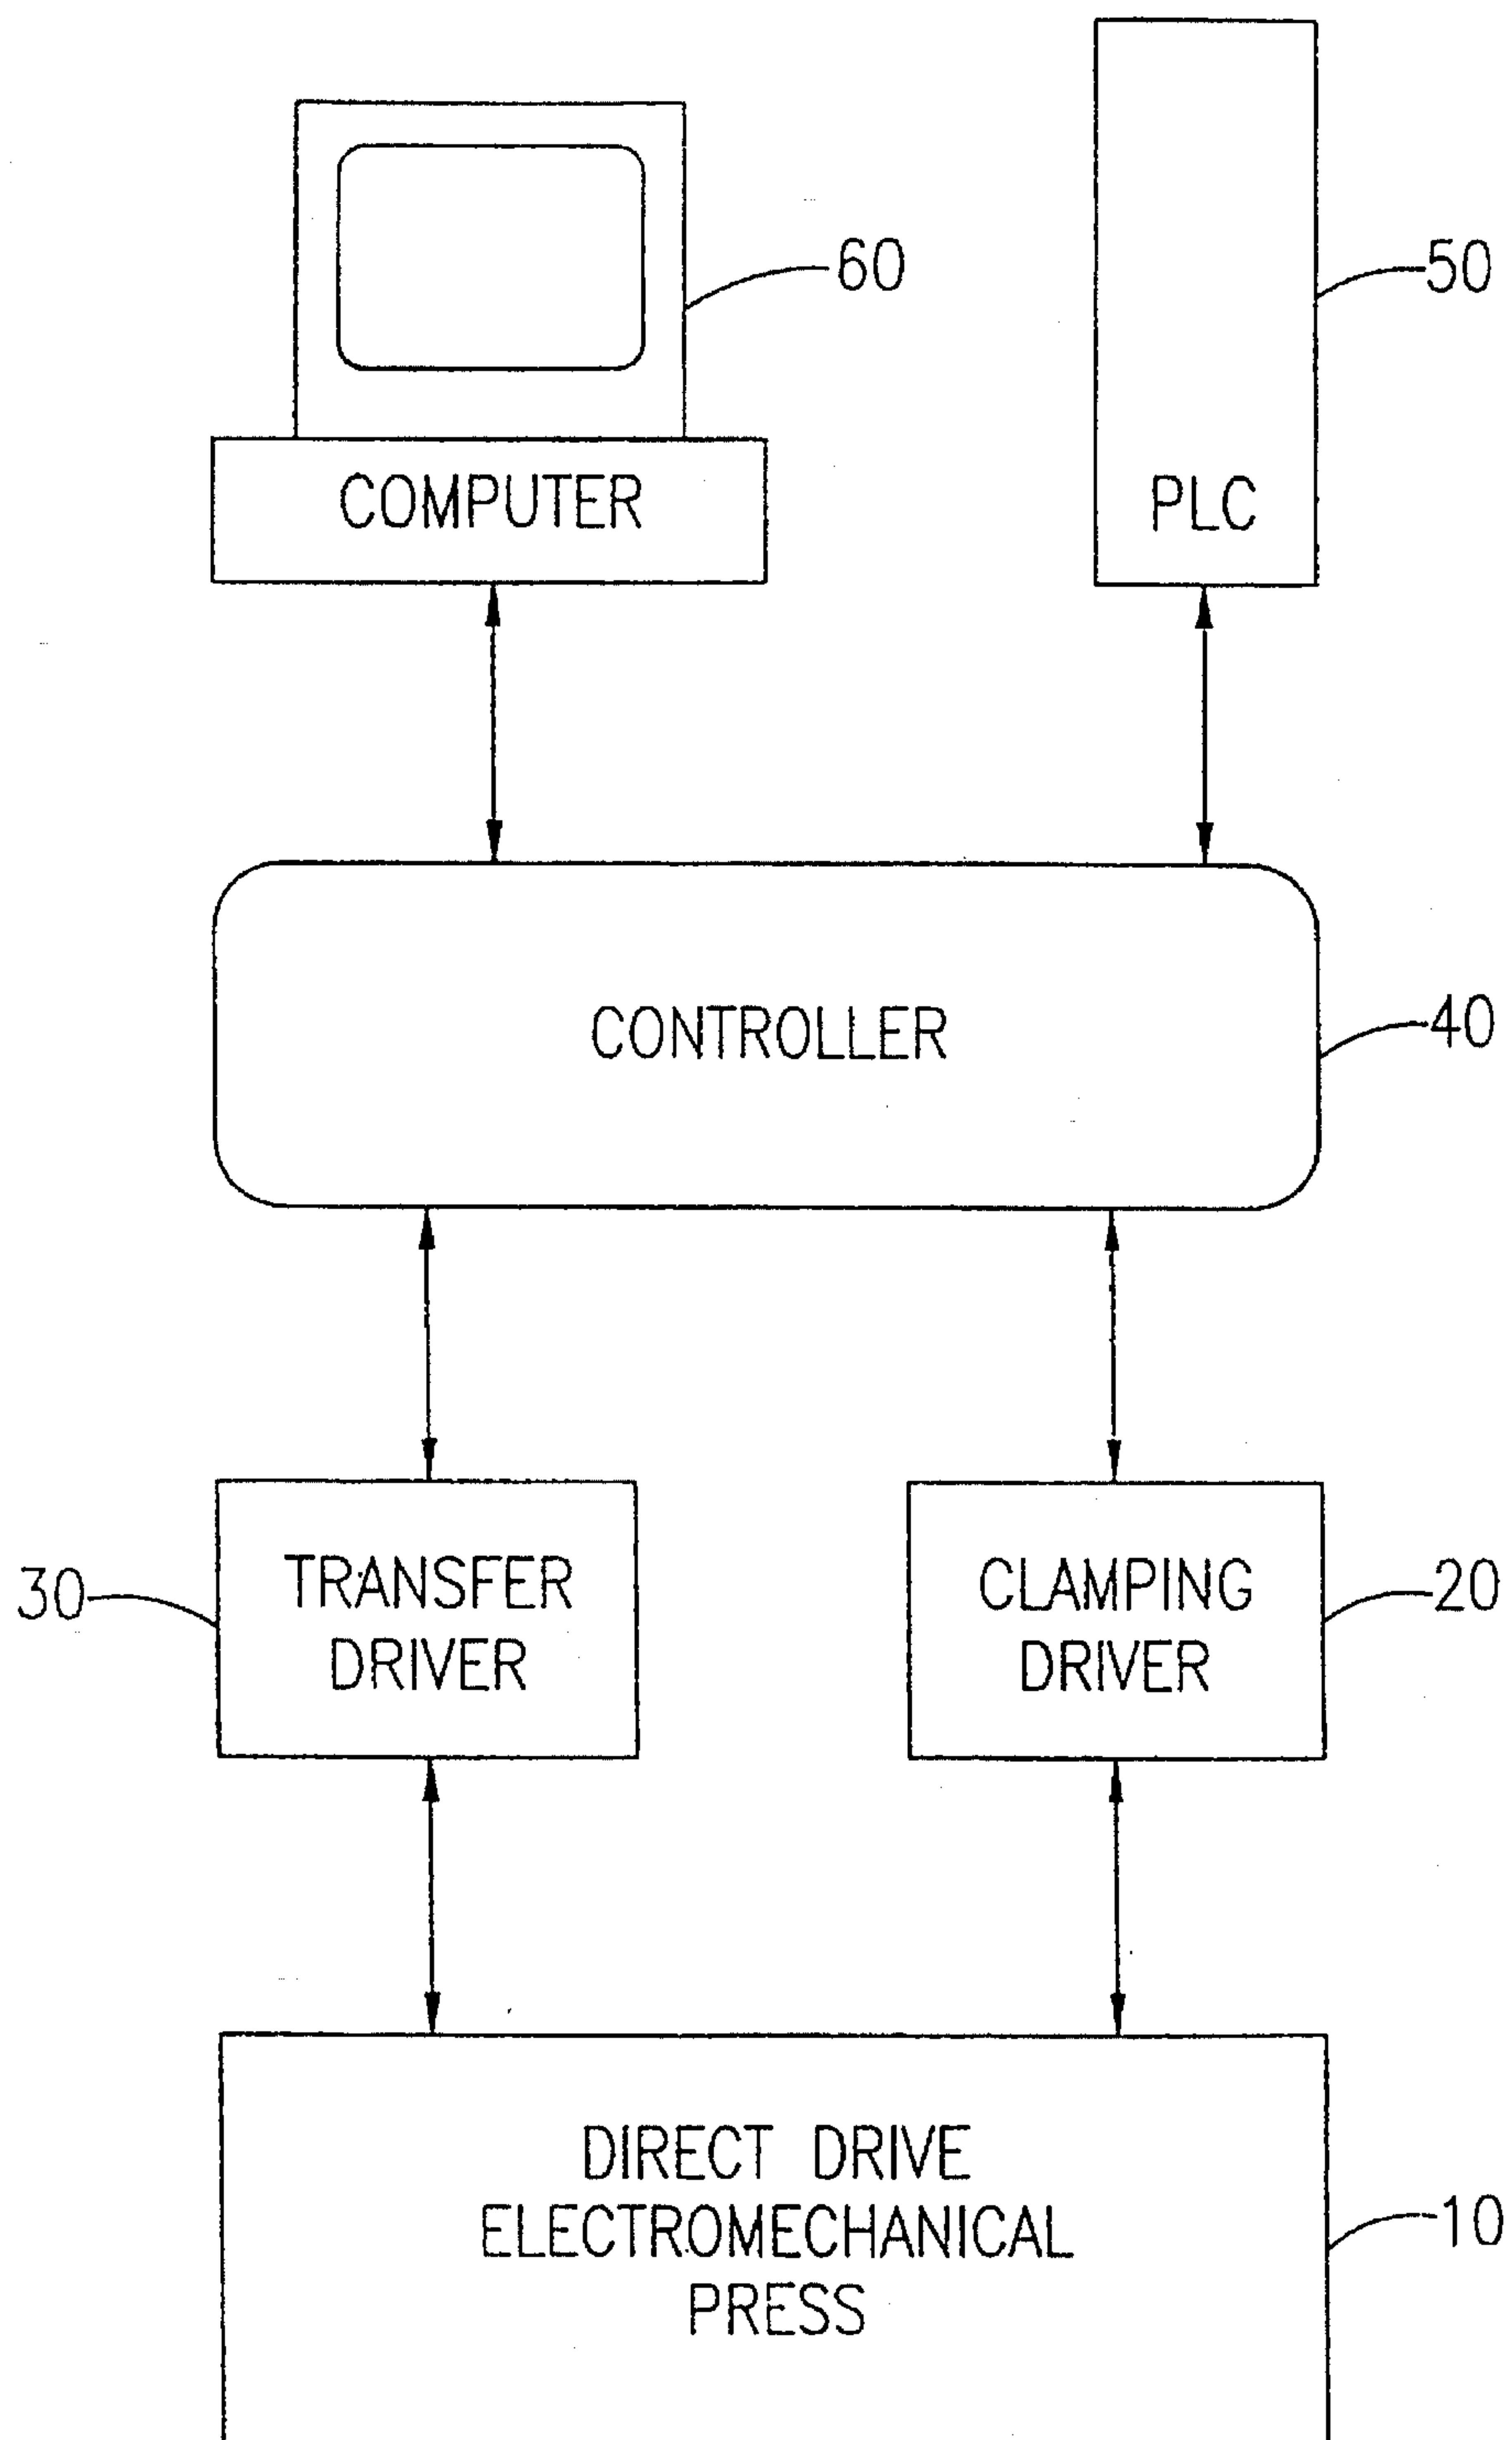 60
50
COMPUTER
PLC
CONTROLLER
40
30
TRANSFER
DRIVER
CLAMPING
DRIVER
20
DIRECT DRIVE
ELECTROMECHANICAL
PRESS
10